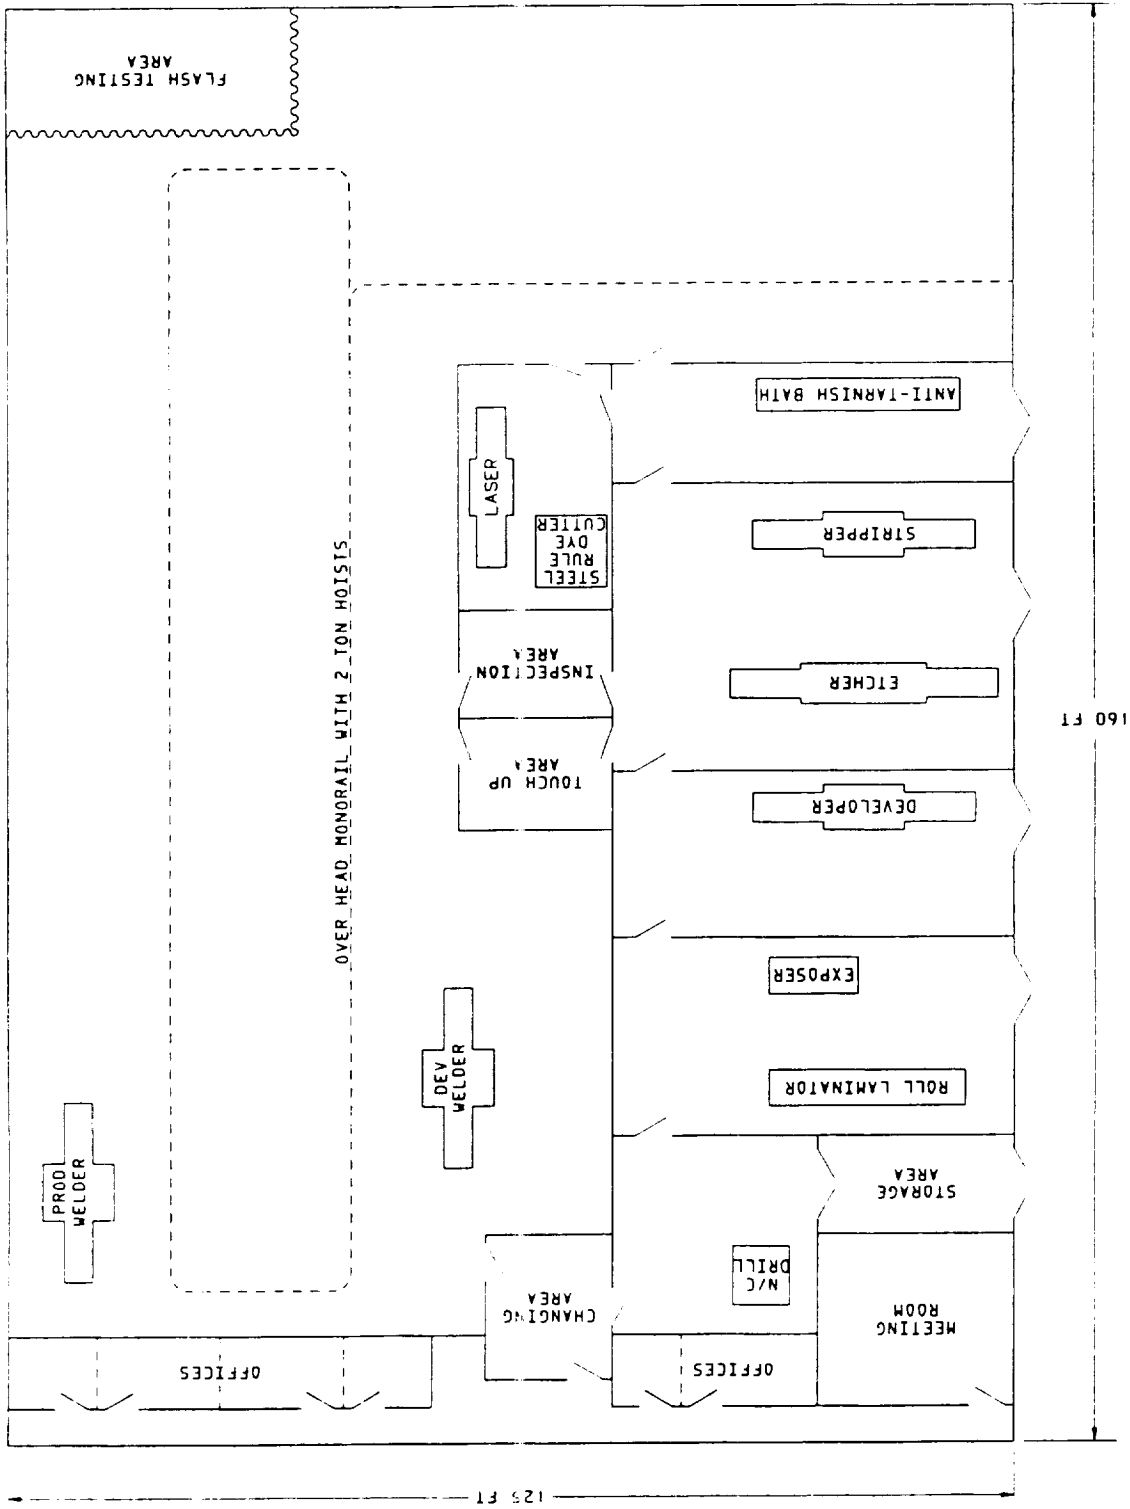 125 FT
160 FT
MEETING
ROOM
OFFICES
CHANGING
AREA
OFFICES
N/C
DRILL
STORAGE
AREA
PROD
WELDER
ROLL LAMINATOR
DEV
WELDER
EXPOSER
OVER HEAD MONORAIL WITH 2 TON HOISTS
DEVELOPER
TOUCH UP
AREA
ETCHER
INSPECTION
AREA
STRIPPER
STEEL
RULE
DYE
CUTTER
LASER
ANTI-TARNISH BATH
FLASH TESTING
AREA